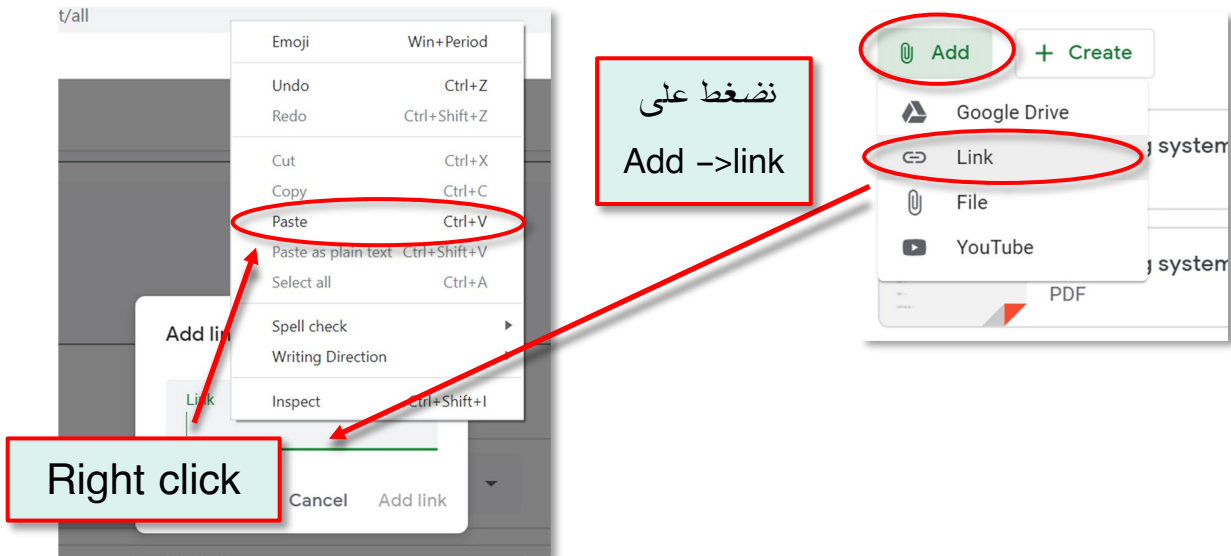 t/all
Emoji Win+Period
Undo Ctrl+Z
Redo Ctrl+Shift+Z
Cut Ctrl+X
Copy Ctrl+C
Paste Ctrl+V
Paste as plain text Ctrl+Shift+V
Select all Ctrl+A
Spell check
Writing Direction
Inspect Ctrl+Shift+I
Add lin
Link
Cancel Add link
Right click
نضغط على
Add –>link
Add + Create
Google Drive
Link
g system
File
YouTube
g system
PDF